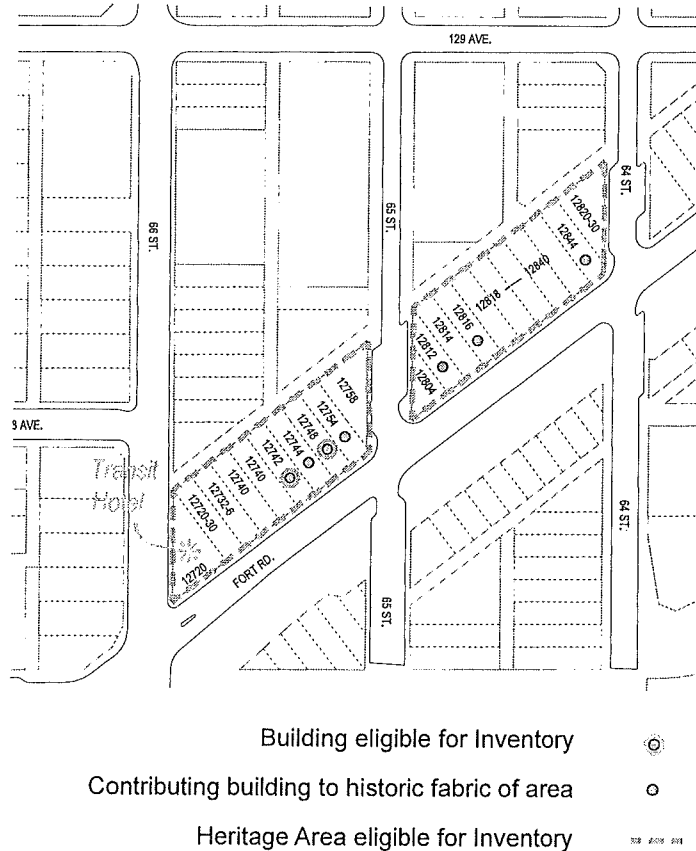 129 AVE.
64 ST.
66 ST.
65 ST.
12820-30
12844
12840
12818
12816
12814
12812
12804
12758
12754
12748
12744
12742
12740
12740
12732-6
12720-30
12720
8 AVE.
Transit
Hotel
FORT RD.
65 ST.
64 ST.
Building eligible for Inventory
Contributing building to historic fabric of area
Heritage Area eligible for Inventory